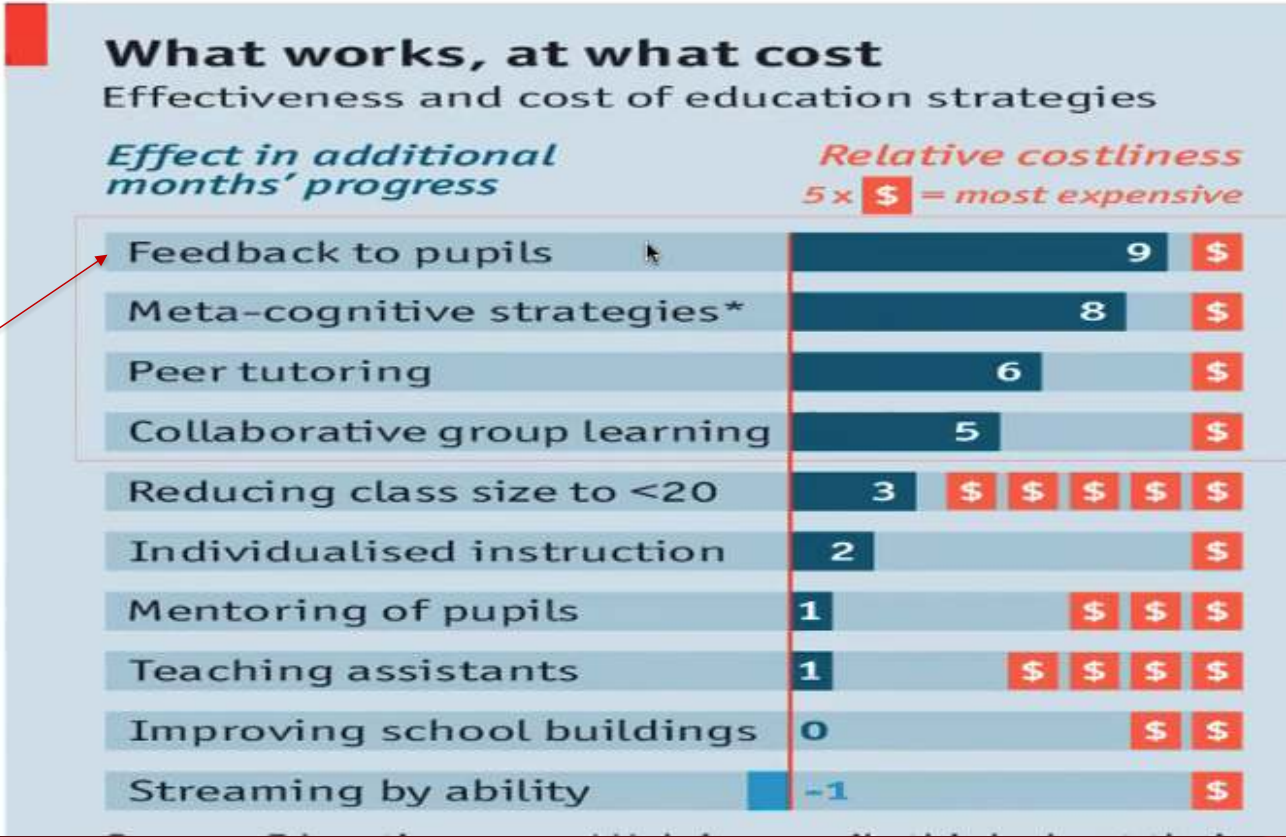 What works, at what cost
Effectiveness and cost of education strategies
Effect in additional
months' progress
Relative costliness
5 x $ = most expensive
Feedback to pupils 9 $
Meta-cognitive strategies* 8 $
Peer tutoring 6 $
Collaborative group learning 5 $
Reducing class size to <20 3 $ $ $ $ $
Individualised instruction 2 $
Mentoring of pupils 1 $ $ $
Teaching assistants 1 $ $ $ $
Improving school buildings 0 $ $
Streaming by ability -1 $